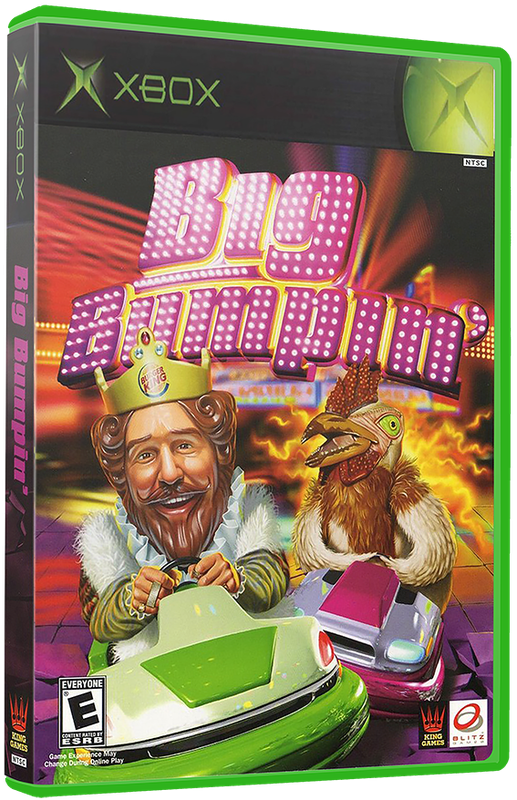 XBOX
XBOX
NTSC
Big
Bumpin'
Big Bumpin'
BURGER
KING
EVERYONE
E
CONTENT RATED BY
ESRB
Game Experience May
Change During Online Play
KING
GAMES
NTSC
KING
GAMES
BLITZ
GAMES